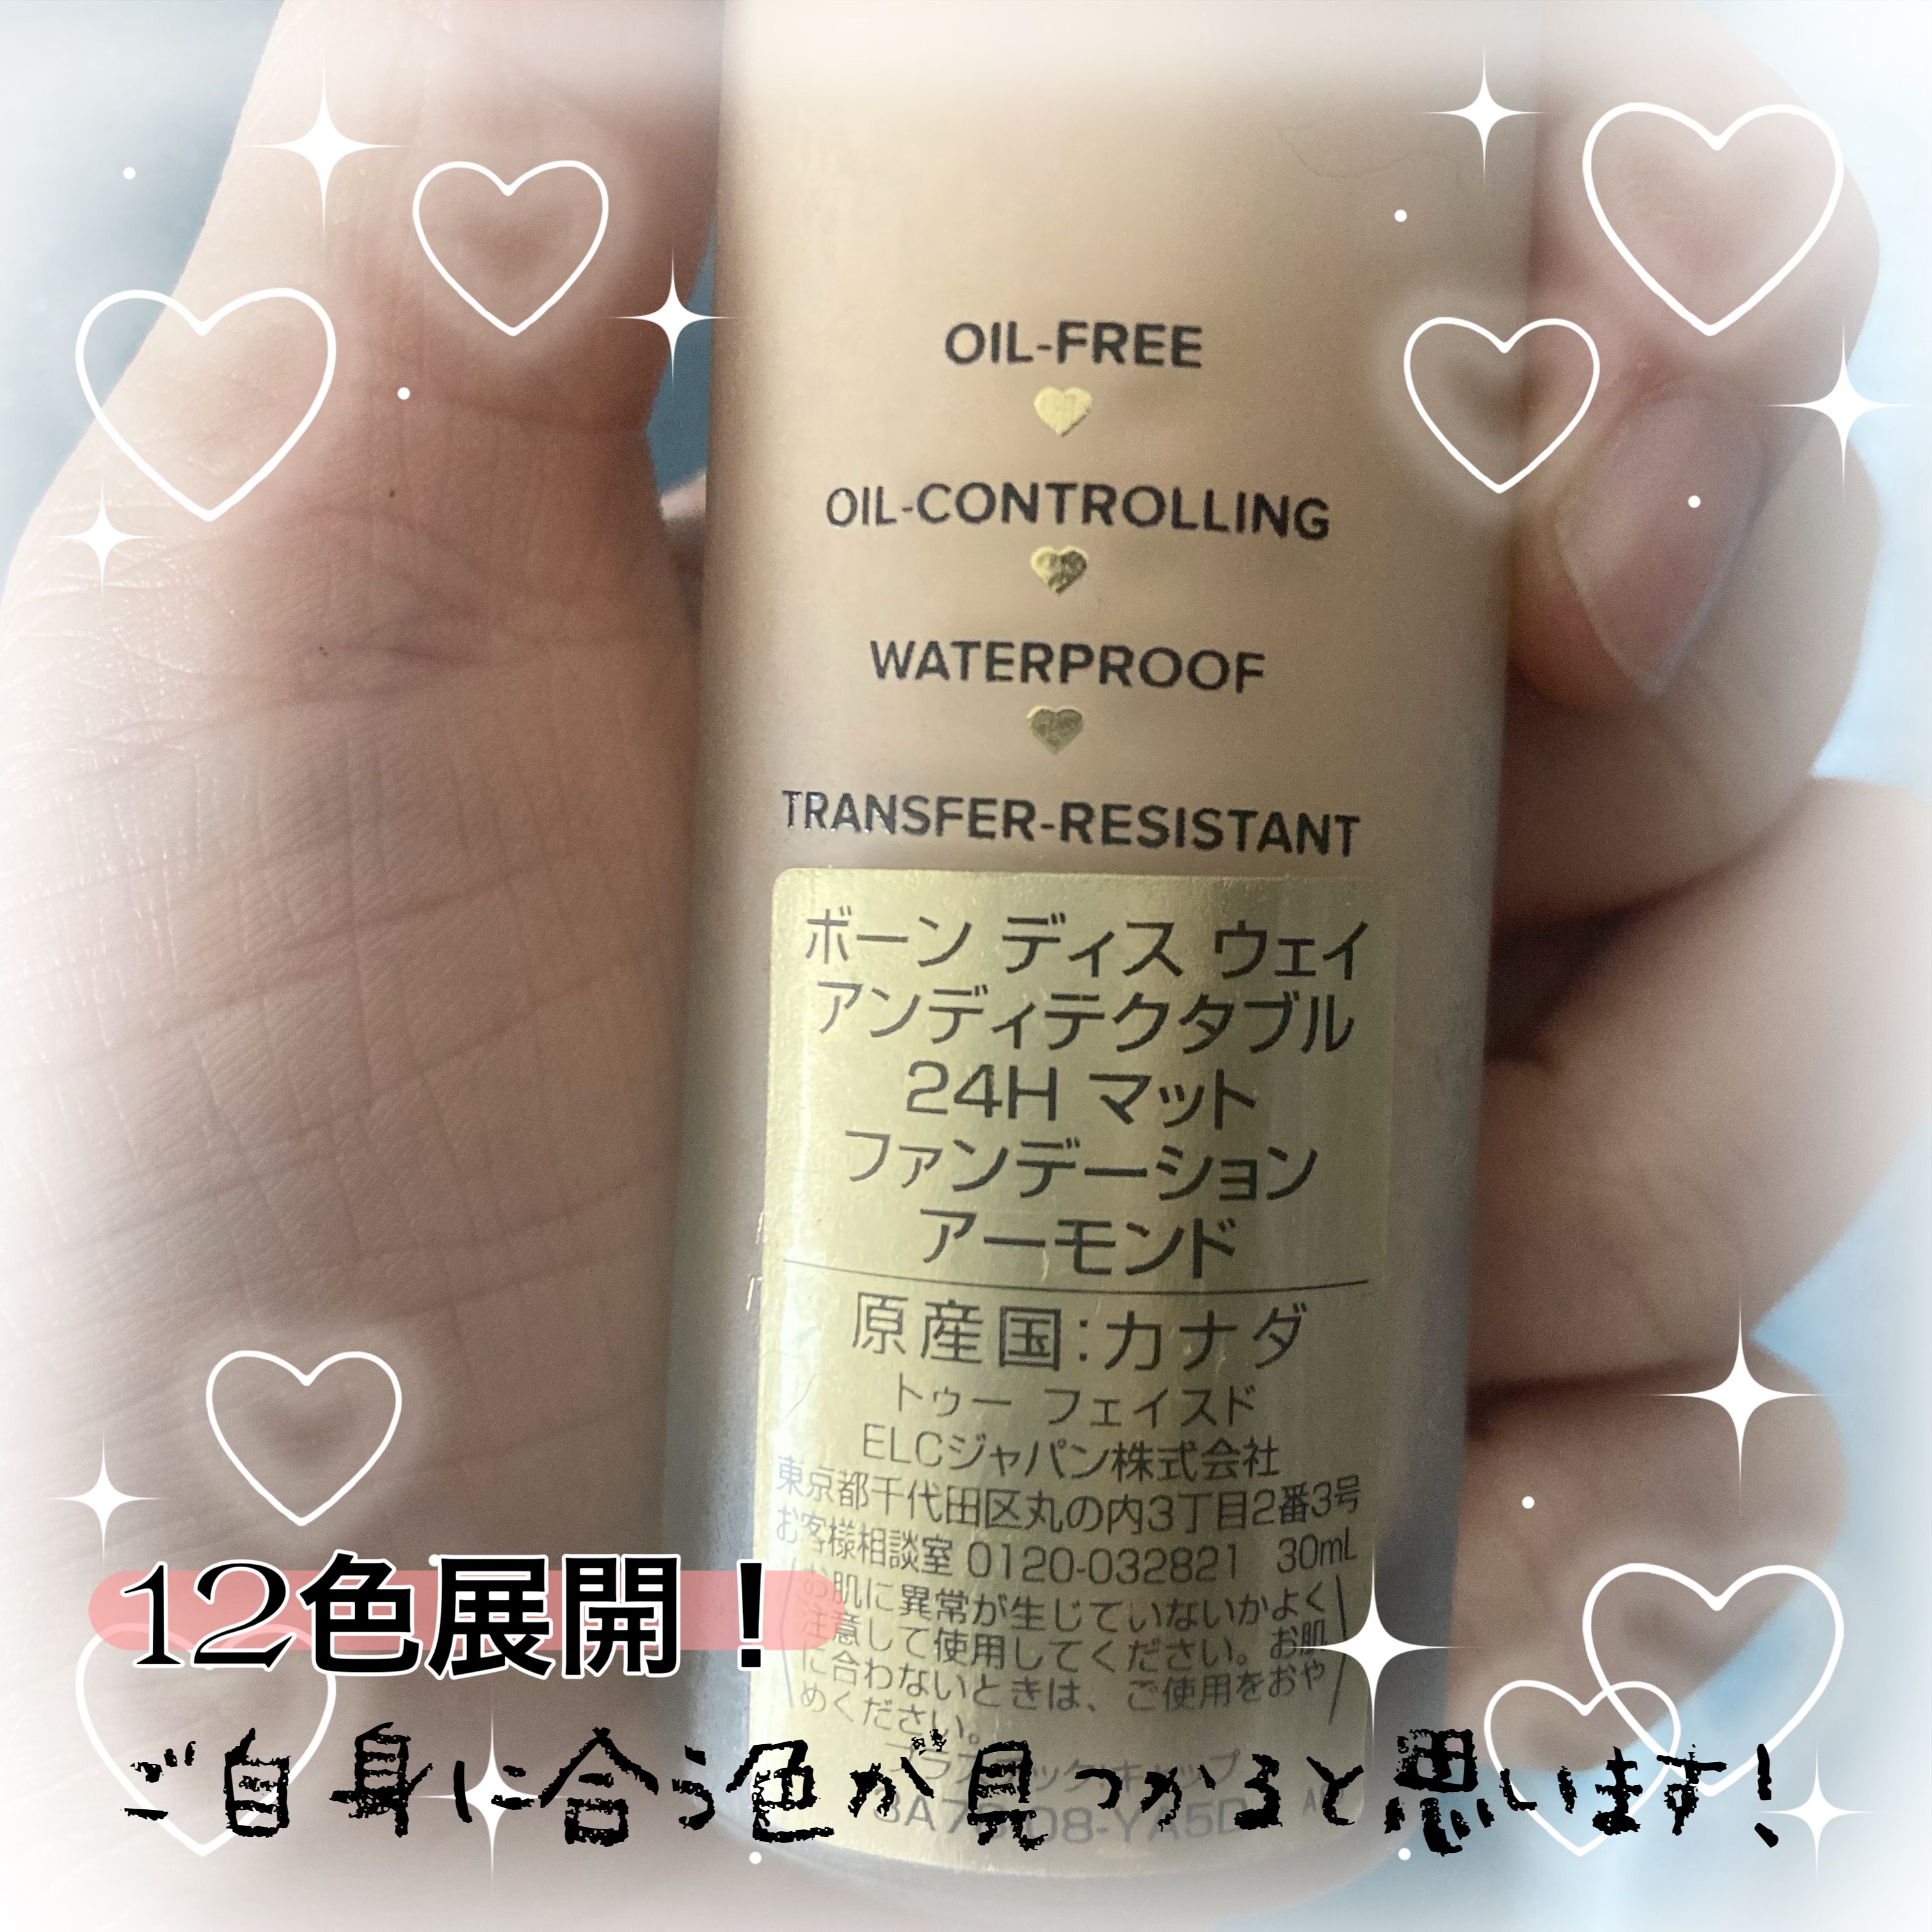 OIL-FREE
OIL-CONTROLLING
WATERPROOF
TRANSFER-RESISTANT
ボーン ディス ウェイ
アンディテクタブル
24H マット
ファンデーション
アーモンド
原産国:カナダ
トゥー フェイスド
ELCジャパン株式会社
東京都千代田区丸の内3丁目2番3号
お客様相談室 0120-032821 30mL
お肌に異常が生じていないかよく
注意して使用してください。お肌
に合わないときは、ご使用をおや
めください。
12色展開！
ご自身に合う色が見つかると思います！